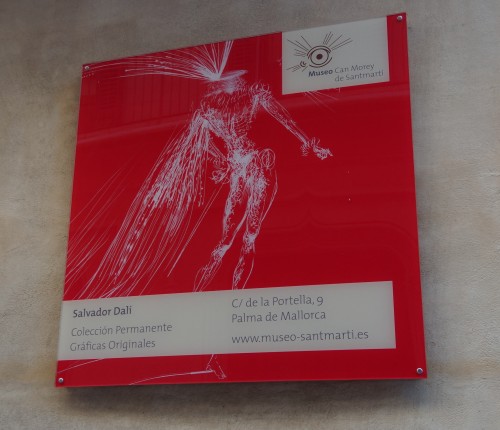 Museo Can Morey
de Santmartí
Salvador Dalí
Colección Permanente
Gráficas Originales
C/ de la Portella, 9
Palma de Mallorca
www.museo-santmarti.es